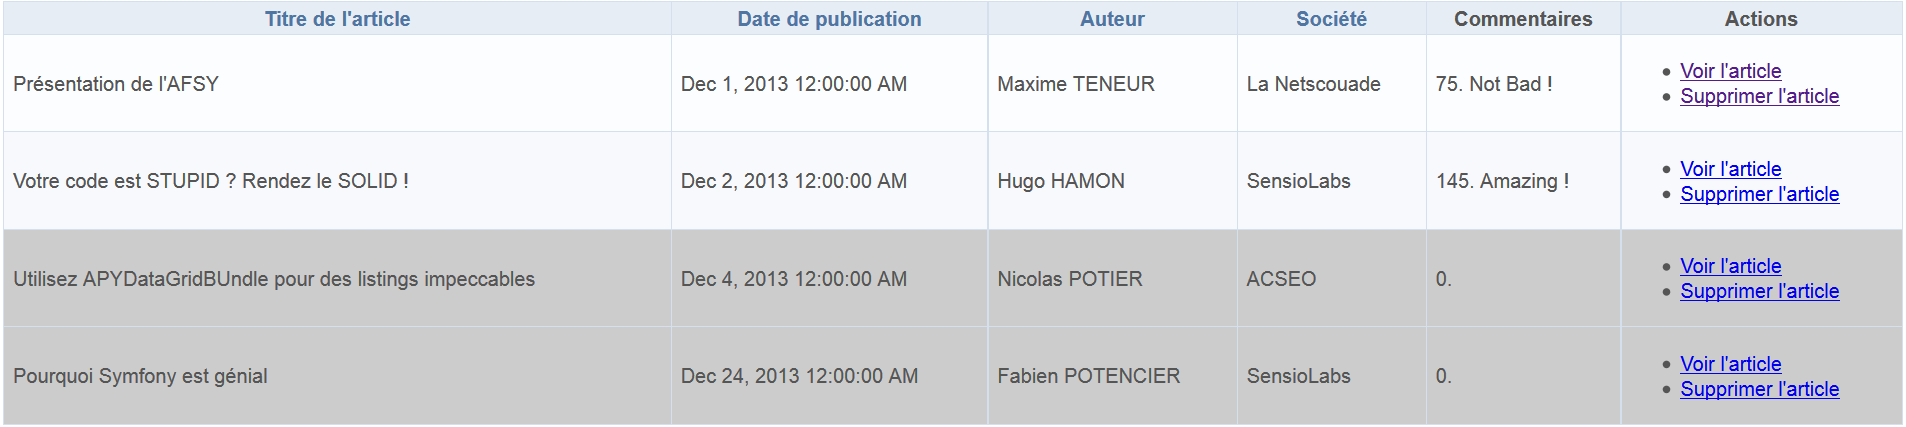 Titre de l'article Date de publication Auteur Société Commentaires Actions
Présentation de l'AFSY Dec 1, 2013 12:00:00 AM Maxime TENEUR La Netscouade 75. Not Bad ! Voir l'article
Supprimer l'article
Votre code est STUPID ? Rendez le SOLID ! Dec 2, 2013 12:00:00 AM Hugo HAMON SensioLabs 145. Amazing ! Voir l'article
Supprimer l'article
Utilisez APYDataGridBUndle pour des listings impeccables Dec 4, 2013 12:00:00 AM Nicolas POTIER ACSEO 0. Voir l'article
Supprimer l'article
Pourquoi Symfony est génial Dec 24, 2013 12:00:00 AM Fabien POTENCIER SensioLabs 0. Voir l'article
Supprimer l'article